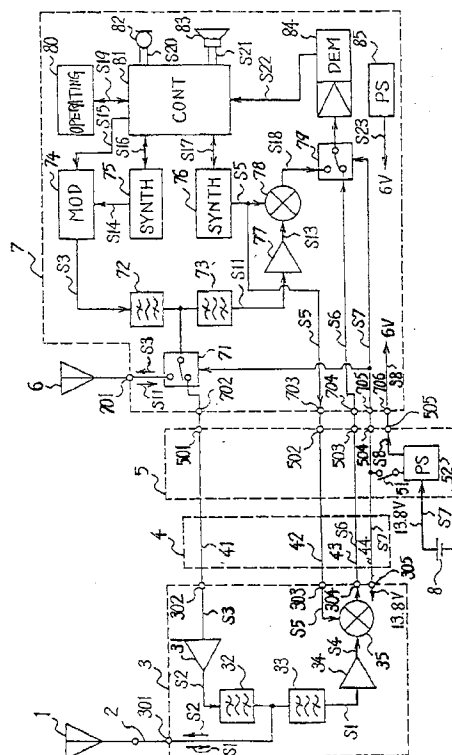 80
OPERATING
82
83
81
S20
S21
S19
S15
CONT
S22
84
DEM
85
PS
74
MOD
S16
S17
S23
6V
75
SYNTH
76
SYNTH
S14
S5
78
S18
79
7
S3
72
73
S11
77
S13
S5
S6
S7
6
71
S3
S11
701
702
703
704
705
706
6V
S8
5
501
502
503
504
505
S8
51
PS
52
13.8V
S7
8
4
41
42
43
S6
44
S7
302
303
304
305
S3
S5
13.8V
3
31
S2
S4
35
34
32
33
S1
1
2
301
S2
S1